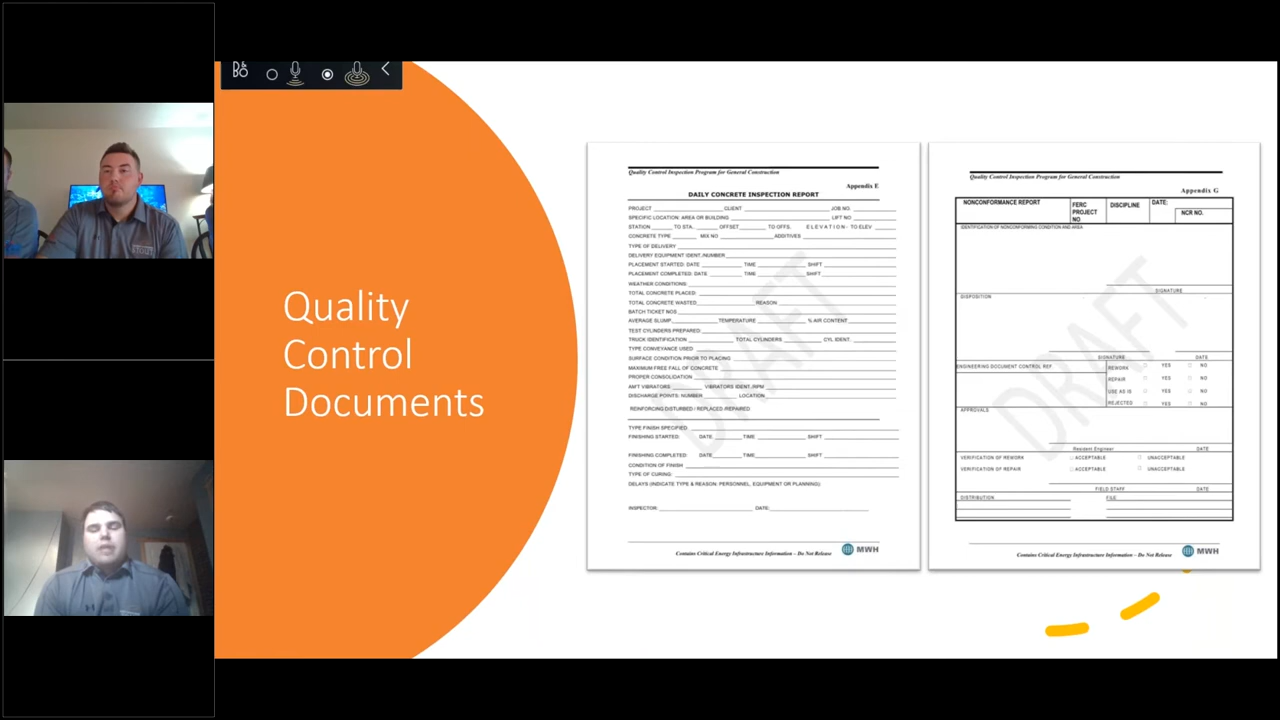 Quality
Control
Documents
Quality Control Inspection Program for General Construction
Appendix E
DAILY CONCRETE INSPECTION REPORT
PROJECT CLIENT JOB NO.
SPECIFIC LOCATION: AREA OR BUILDING LIFT NO
STATION TO STA. OFFSET TO OFFS. ELEVATION- TO ELEV
CONCRETE TYPE MIX NO ADDITIVES
TYPE OF DELIVERY
DELIVERY EQUIPMENT IDENT./NUMBER
PLACEMENT STARTED: DATE TIME SHIFT
PLACEMENT COMPLETED: DATE TIME SHIFT
WEATHER CONDITIONS:
TOTAL CONCRETE PLACED:
TOTAL CONCRETE WASTED REASON
BATCH TICKET NOS
AVERAGE SLUMP TEMPERATURE % AIR CONTENT
TEST CYLINDERS PREPARED:
TRUCK IDENTIFICATION TOTAL CYLINDERS CYL IDENT.
TYPE CONVEYANCE USED:
SURFACE CONDITION PRIOR TO PLACING
MAXIMUM FREE FALL OF CONCRETE
PROPER CONSOLIDATION
AMT VIBRATORS VIBRATORS IDENT./RPM
DISCHARGE POINTS: NUMBER LOCATION
REINFORCING DISTURBED / REPLACED /REPAIRED
TYPE FINISH SPECIFIED:
FINISHING STARTED: DATE TIME SHIFT
FINISHING COMPLETED: DATE TIME SHIFT
CONDITION OF FINISH
TYPE OF CURING:
DELAYS (INDICATE TYPE & REASON: PERSONNEL, EQUIPMENT OR PLANNING):
INSPECTOR: DATE:
DRAFT
Contains Critical Energy Infrastructure Information – Do Not Release
MWH
Quality Control Inspection Program for General Construction
Appendix G
NONCONFORMANCE REPORT
FERC
PROJECT
NO
DISCIPLINE
DATE:
NCR NO.
IDENTIFICATION OF NONCONFORMING CONDITION AND AREA
SIGNATURE
DISPOSITION
SIGNATURE DATE
ENGINEERING DOCUMENT CONTROL REF
REWORK YES NO
REPAIR YES NO
USE AS IS YES NO
REJECTED YES NO
APPROVALS
Resident Engineer DATE
VERIFICATION OF REWORK ACCEPTABLE UNACCEPTABLE
VERIFICATION OF REPAIR ACCEPTABLE UNACCEPTABLE
FIELD STAFF DATE
DISTRIBUTION FILE
DRAFT
Contains Critical Energy Infrastructure Information – Do Not Release
MWH